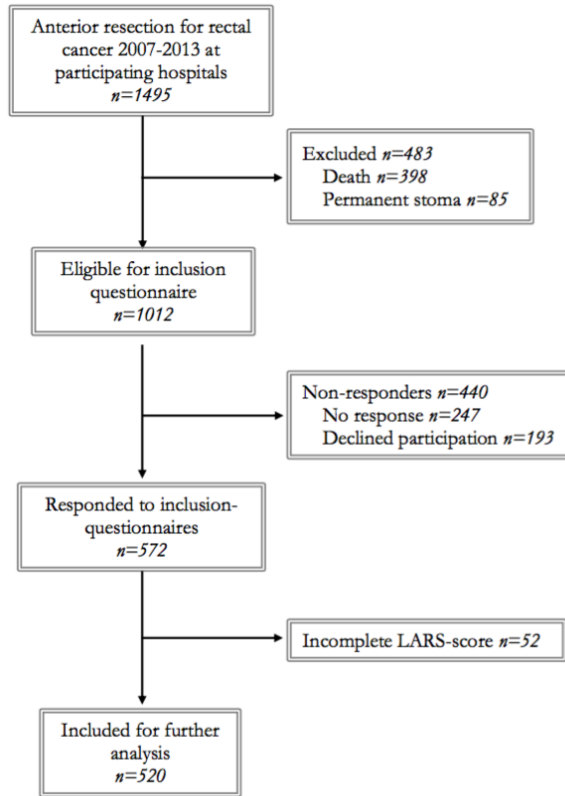 Anterior resection for rectal
cancer 2007-2013 at
participating hospitals
n=1495
Excluded n=483
Death n=398
Permanent stoma n=85
Eligible for inclusion
questionnaire
n=1012
Non-responders n=440
No response n=247
Declined participation n=193
Responded to inclusion-
questionnaires
n=572
Incomplete LARS-score n=52
Included for further
analysis
n=520